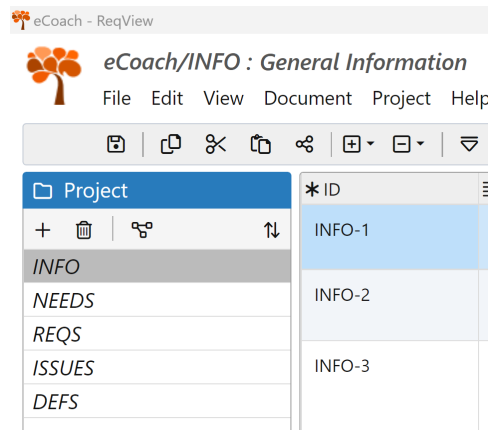 eCoach - ReqView
eCoach/INFO : General Information
File Edit View Document Project Help
Project
ID
INFO
NEEDS
REQS
ISSUES
DEFS
INFO-1
INFO-2
INFO-3